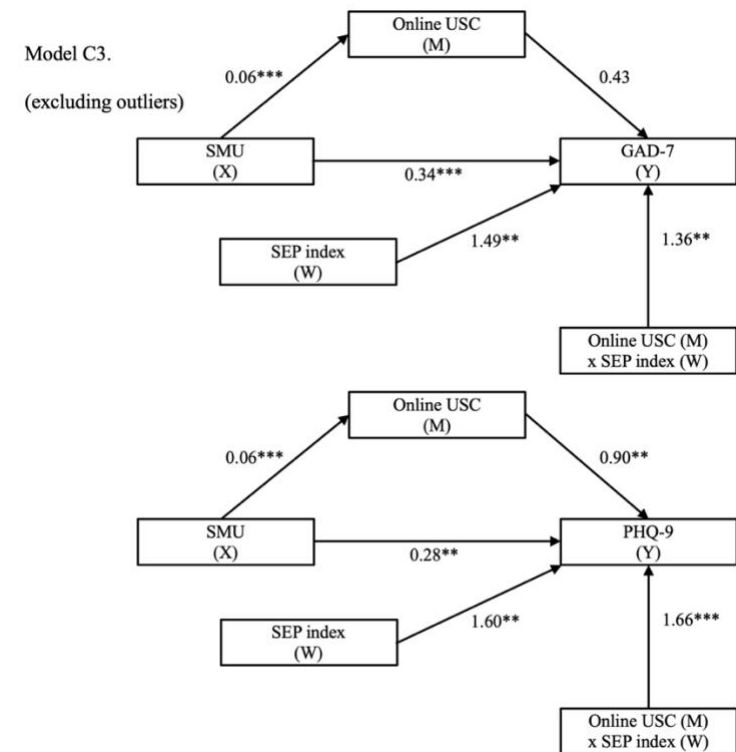 Model C3.
(excluding outliers)
Online USC
(M)
0.06***
0.43
SMU
(X)
0.34***
GAD-7
(Y)
SEP index
(W)
1.49**
1.36**
Online USC (M)
x SEP index (W)
Online USC
(M)
0.06***
0.90**
SMU
(X)
0.28**
PHQ-9
(Y)
SEP index
(W)
1.60**
1.66***
Online USC (M)
x SEP index (W)